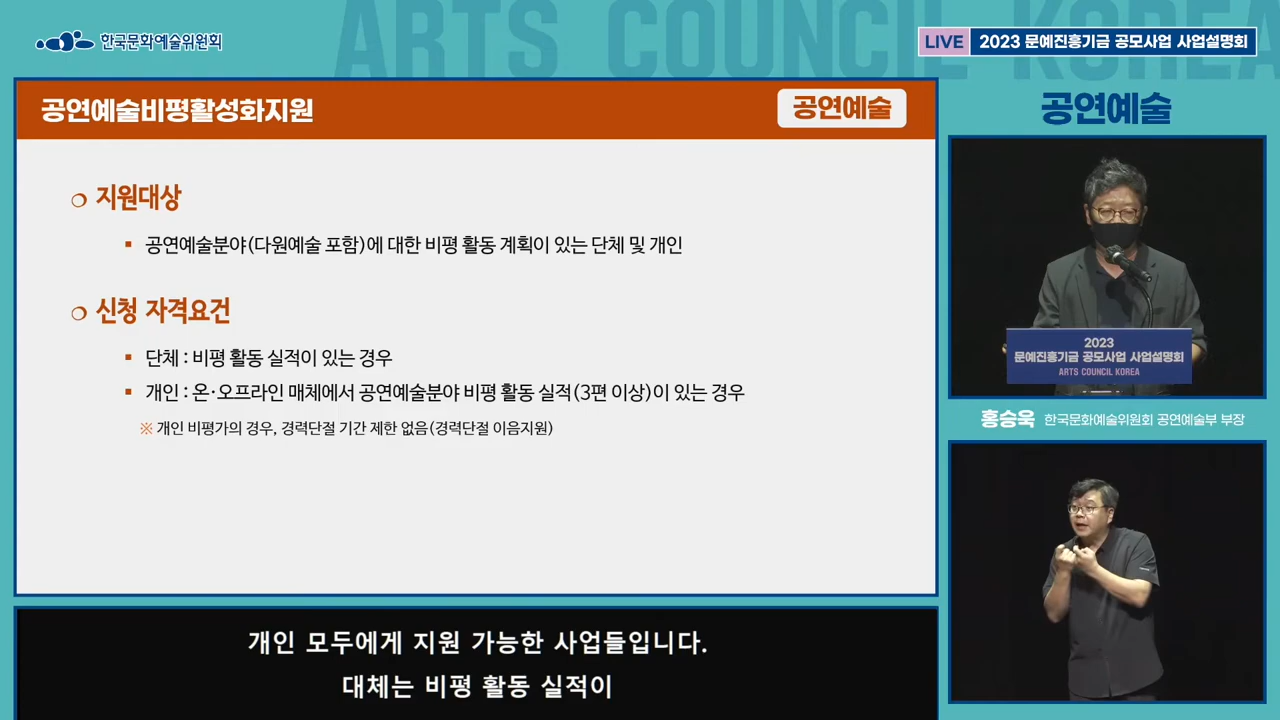 ARTS COUNCIL KOREA
한국문화예술위원회
LIVE 2023 문예진흥기금 공모사업 사업설명회
공연예술비평활성화지원
공연예술
공연예술
❍ 지원대상
▪ 공연예술분야(다원예술 포함)에 대한 비평 활동 계획이 있는 단체 및 개인
❍ 신청 자격요건
▪ 단체 : 비평 활동 실적이 있는 경우
▪ 개인 : 온·오프라인 매체에서 공연예술분야 비평 활동 실적(3편 이상)이 있는 경우
※ 개인 비평가의 경우, 경력단절 기간 제한 없음(경력단절 이음지원)
2023
문예진흥기금 공모사업 사업설명회
ARTS COUNCIL KOREA
홍승욱 한국문화예술위원회 공연예술부 부장
개인 모두에게 지원 가능한 사업들입니다.
대체는 비평 활동 실적이